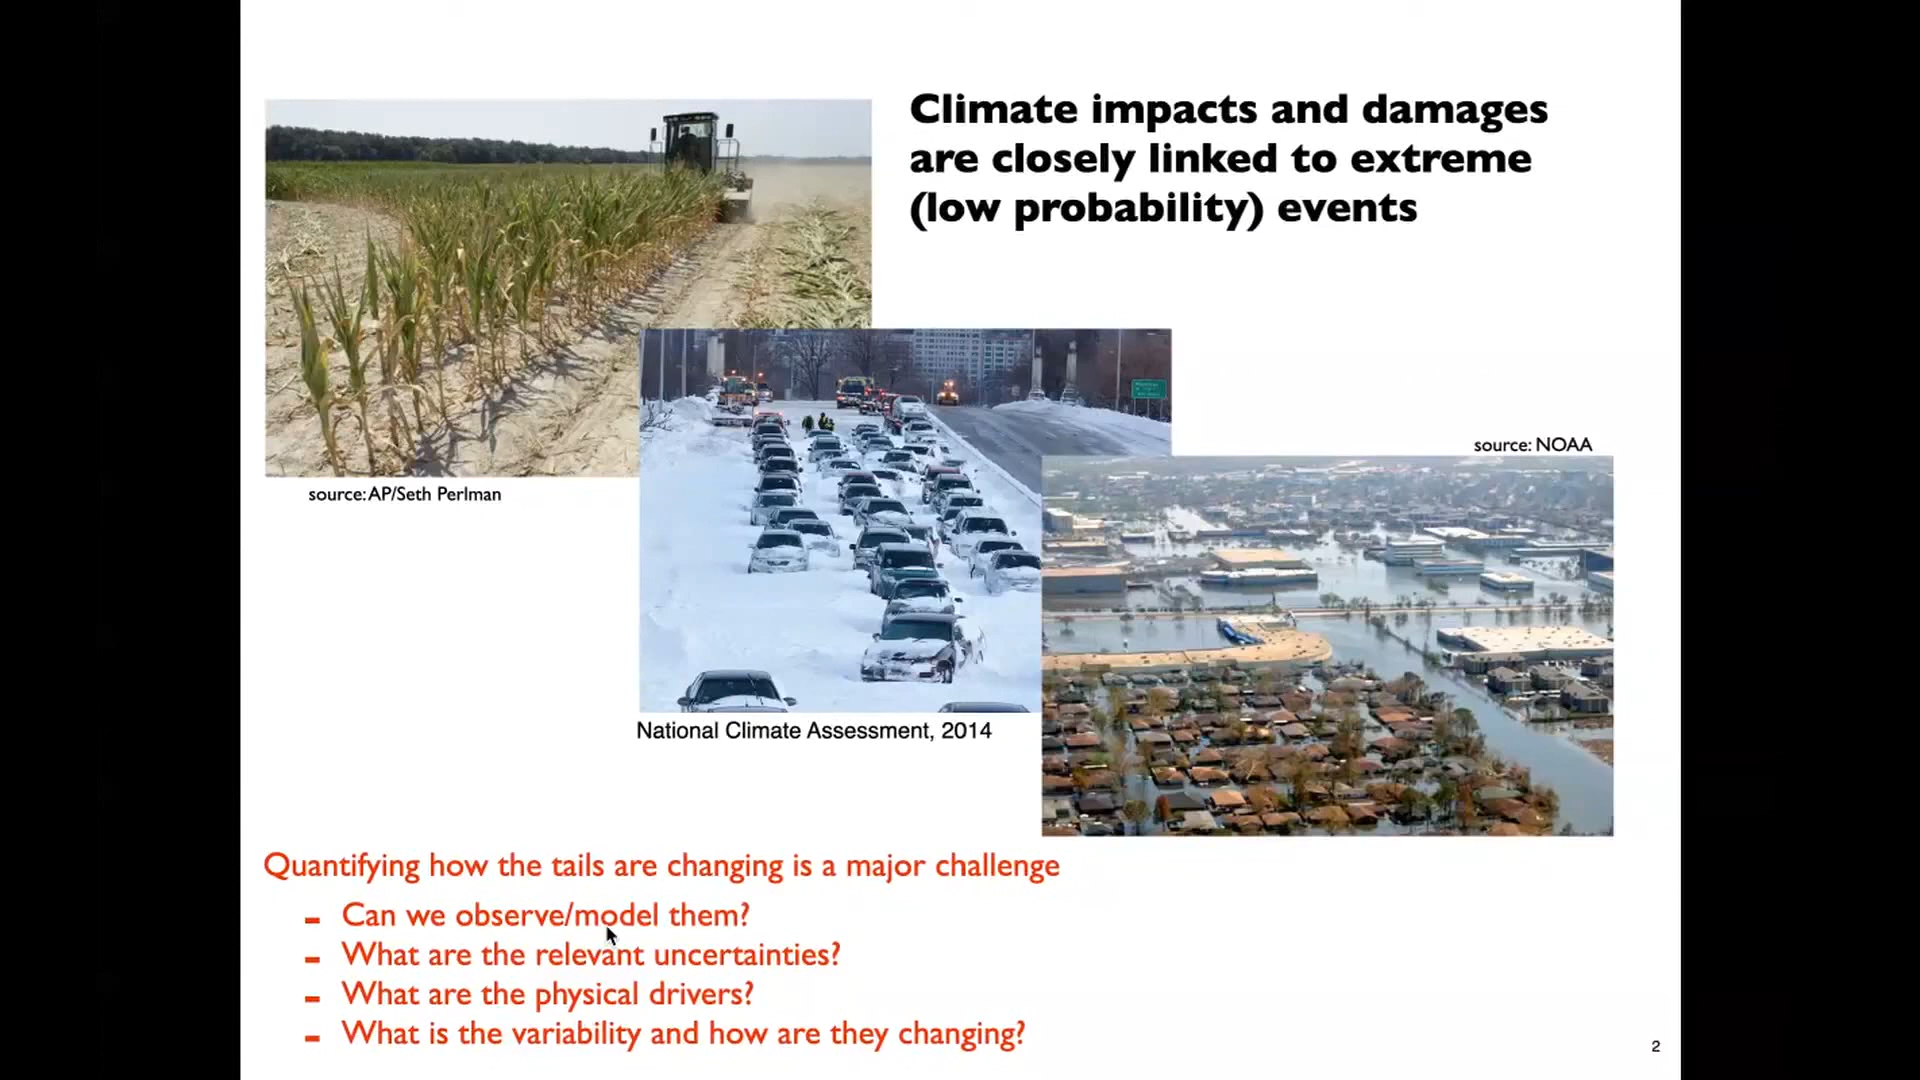 Climate impacts and damages
are closely linked to extreme
(low probability) events
source: AP/Seth Perlman
source: NOAA
National Climate Assessment, 2014
Quantifying how the tails are changing is a major challenge
- Can we observe/model them?
- What are the relevant uncertainties?
- What are the physical drivers?
- What is the variability and how are they changing?
2